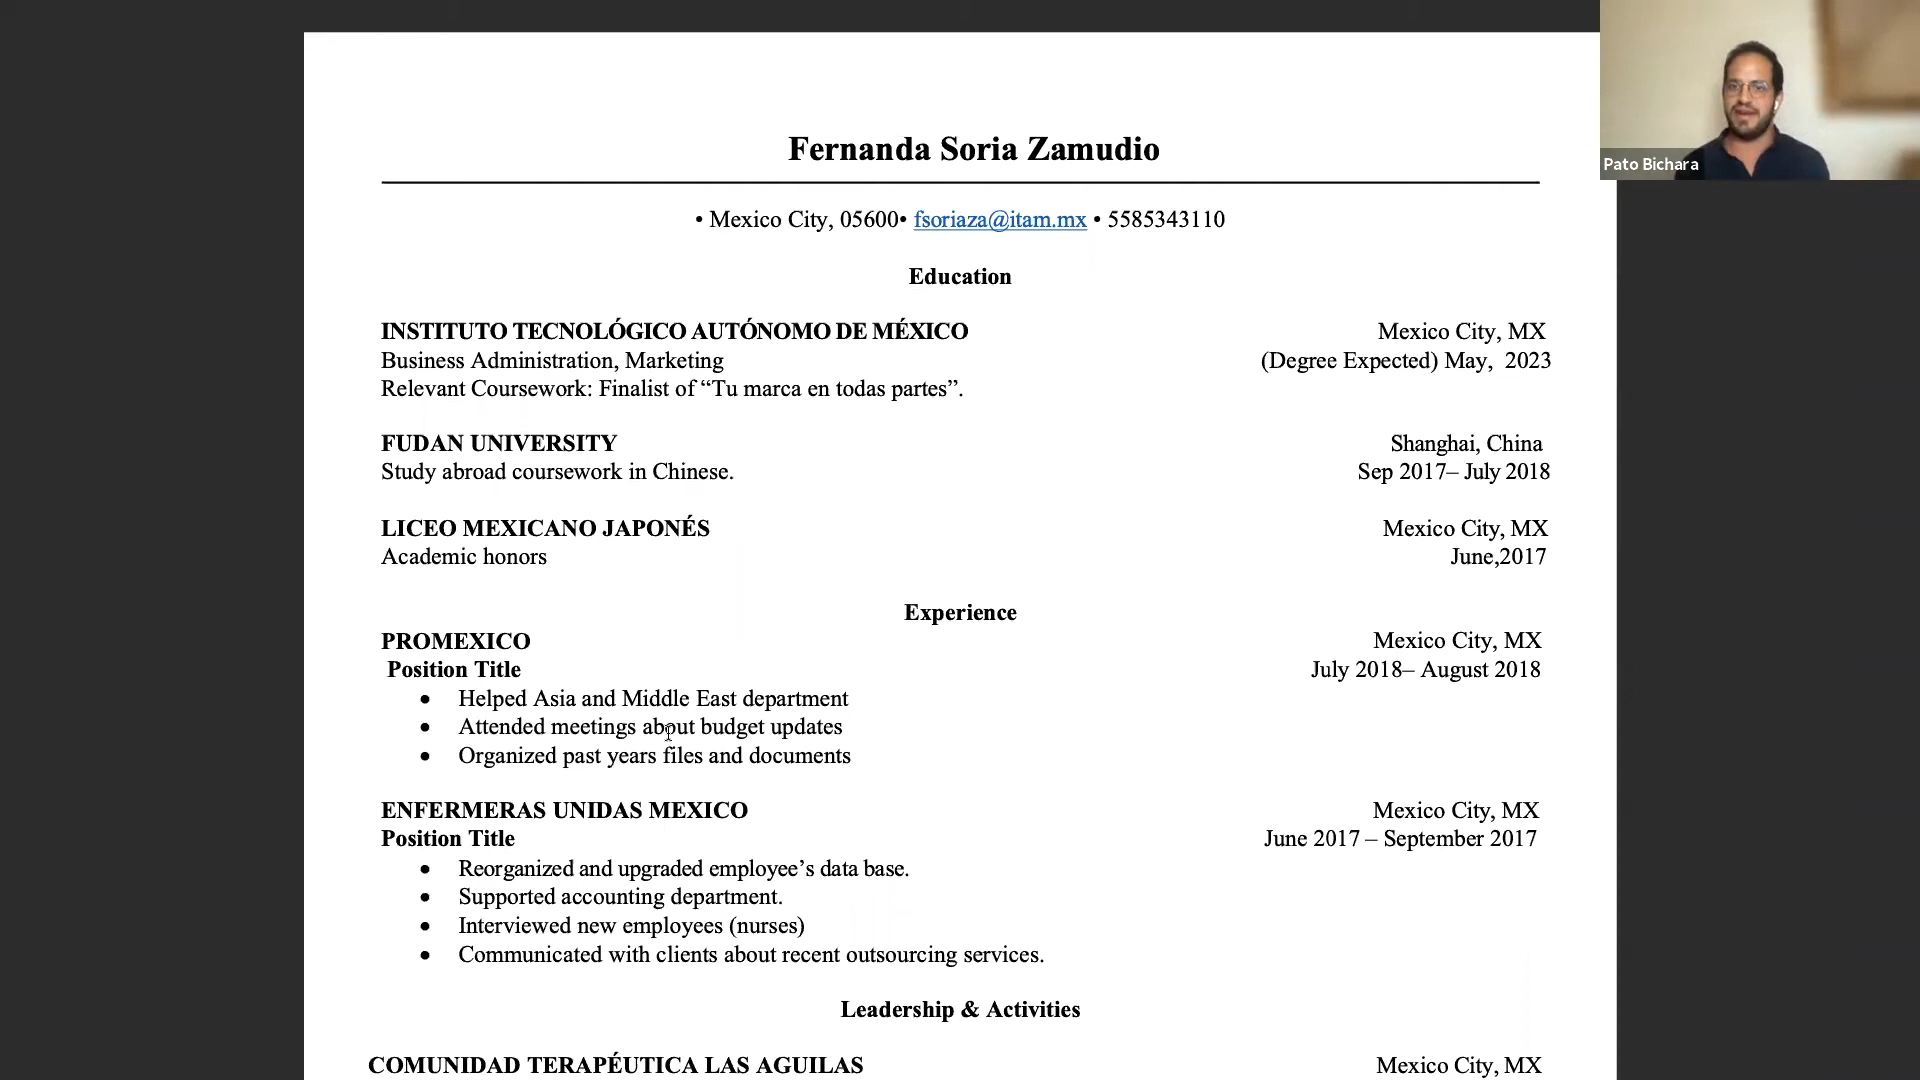 Fernanda Soria Zamudio
• Mexico City, 05600• fsoriaza@itam.mx • 5585343110
Education
INSTITUTO TECNOLÓGICO AUTÓNOMO DE MÉXICO Mexico City, MX
Business Administration, Marketing (Degree Expected) May, 2023
Relevant Coursework: Finalist of “Tu marca en todas partes”.
FUDAN UNIVERSITY Shanghai, China
Study abroad coursework in Chinese. Sep 2017– July 2018
LICEO MEXICANO JAPONÉS Mexico City, MX
Academic honors June,2017
Experience
PROMEXICO Mexico City, MX
Position Title July 2018– August 2018
• Helped Asia and Middle East department
• Attended meetings about budget updates
• Organized past years files and documents
ENFERMERAS UNIDAS MEXICO Mexico City, MX
Position Title June 2017 – September 2017
• Reorganized and upgraded employee’s data base.
• Supported accounting department.
• Interviewed new employees (nurses)
• Communicated with clients about recent outsourcing services.
Leadership & Activities
COMUNIDAD TERAPÉUTICA LAS AGUILAS Mexico City, MX
Pato Bichara